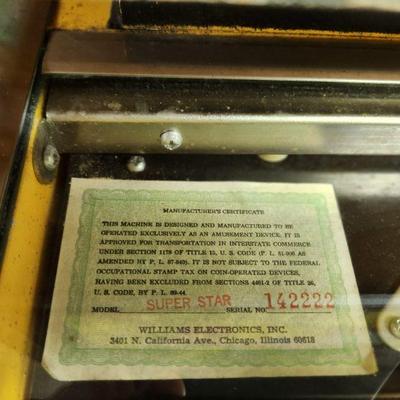 MANUFACTURER'S CERTIFICATE
THIS MACHINE IS DESIGNED AND MANUFACTURED TO BE
OPERATED EXCLUSIVELY AS AN AMUSEMENT DEVICE. IT IS
APPROVED FOR TRANSPORTATION IN INTERSTATE COMMERCE
UNDER SECTION 1178 OF TITLE 15, U. S. CODE (P. L. 81-906 AS
AMENDED BY P. L. 87-840). IT IS NOT SUBJECT TO THE FEDERAL
OCCUPATIONAL STAMP TAX ON COIN-OPERATED DEVICES,
HAVING BEEN EXCLUDED FROM SECTIONS 4461-2 OF TITLE 26,
U. S. CODE, BY P. L. 89-44.
MODEL SUPER STAR SERIAL NO. 142222
WILLIAMS ELECTRONICS, INC.
3401 N. California Ave., Chicago, Illinois 60618